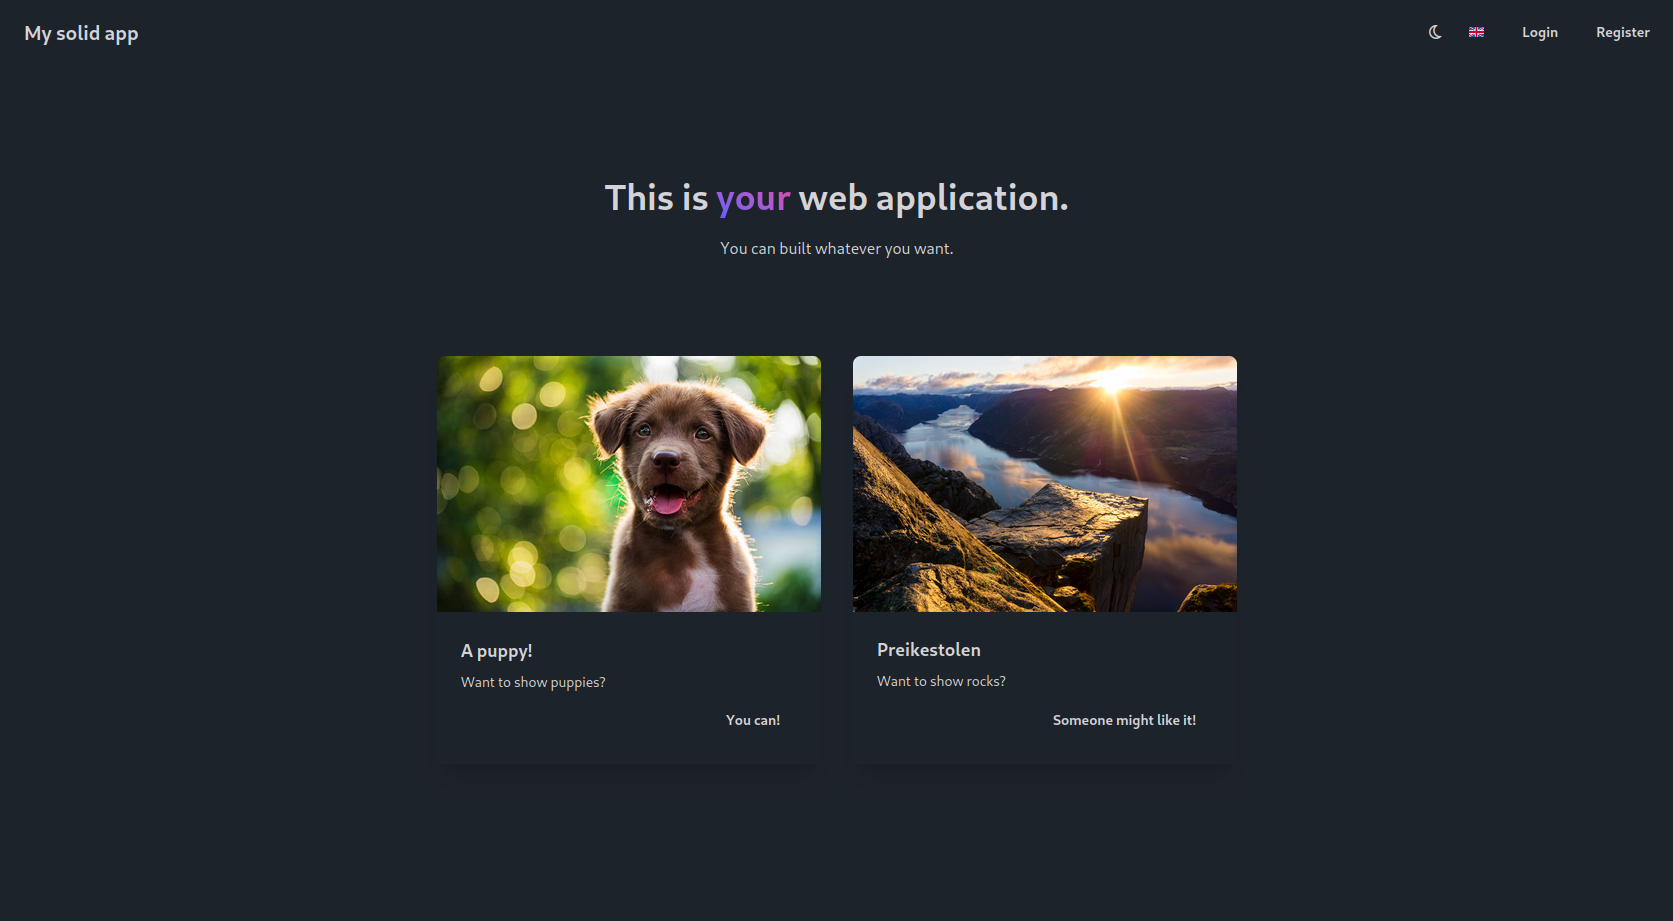 My solid app
Login
Register
This is your web application.
You can built whatever you want.
A puppy!
Want to show puppies?
You can!
Preikestolen
Want to show rocks?
Someone might like it!